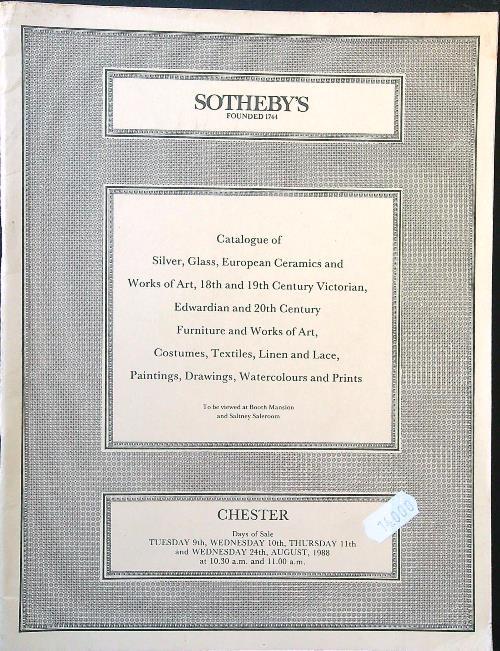 SOTHEBY'S
FOUNDED 1744
Catalogue of
Silver, Glass, European Ceramics and
Works of Art, 18th and 19th Century Victorian,
Edwardian and 20th Century
Furniture and Works of Art,
Costumes, Textiles, Linen and Lace,
Paintings, Drawings, Watercolours and Prints
To be viewed at Booth Mansion
and Saltney Saleroom
CHESTER
14000
Days of Sale
TUESDAY 9th, WEDNESDAY 10th, THURSDAY 11th
and WEDNESDAY 24th, AUGUST, 1988
at 10.30 a.m. and 11.00 a.m.